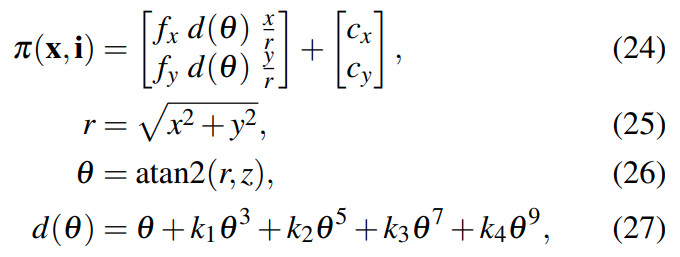 π(x, i) = [f_x d(θ) x/r; f_y d(θ) y/r] + [c_x; c_y], (24)
r = √(x² + y²), (25)
θ = atan2(r, z), (26)
d(θ) = θ + k₁θ³ + k₂θ⁵ + k₃θ⁷ + k₄θ⁹, (27)